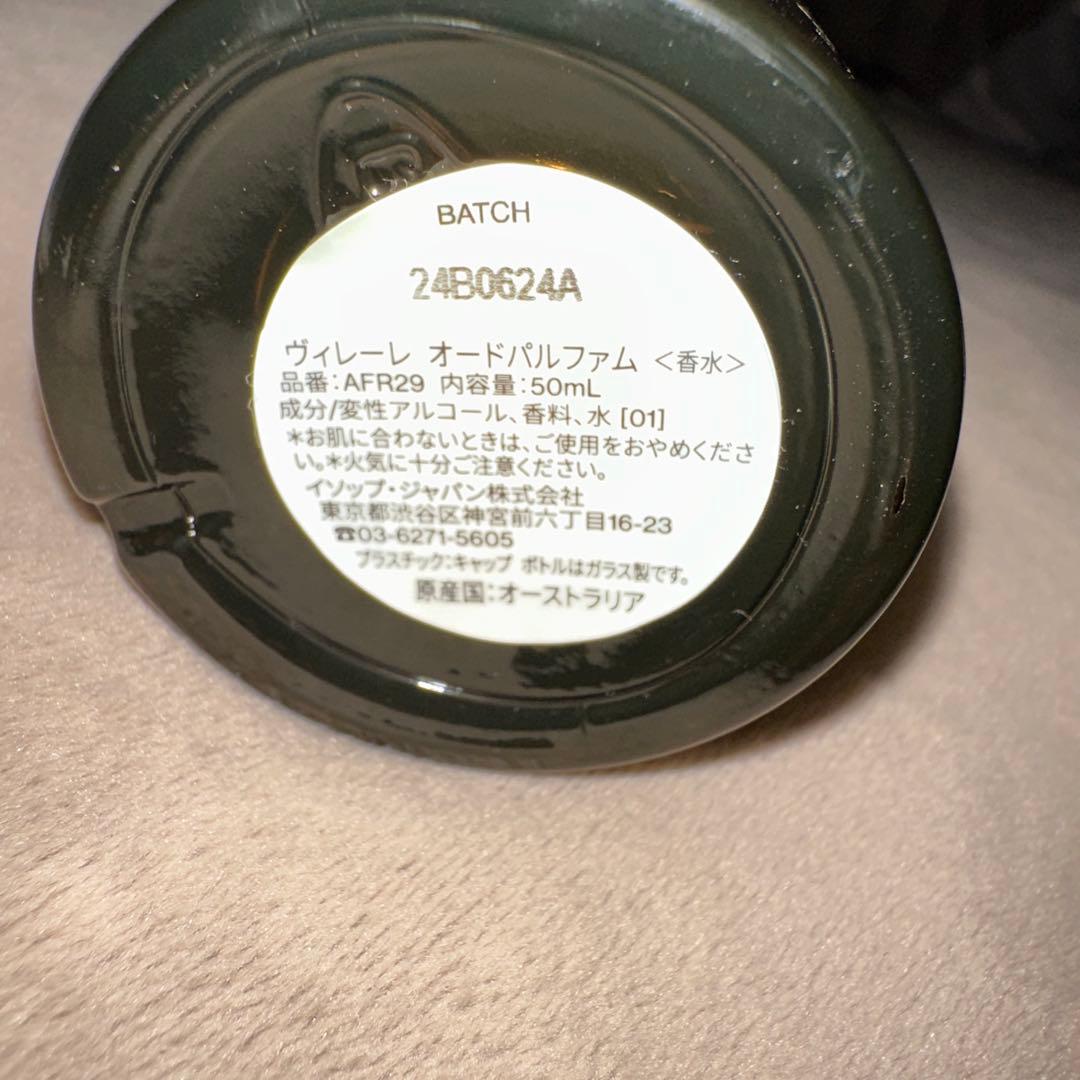 BATCH
24B0624A
ヴィレーレ オードパルファム ＜香水＞
品番：AFR29 内容量：50mL
成分/変性アルコール、香料、水 [01]
＊お肌に合わないときは、ご使用をおやめくださ
い。＊火気に十分ご注意ください。
イソップ・ジャパン株式会社
東京都渋谷区神宮前六丁目16-23
☎03-6271-5605
プラスチック：キャップ ボトルはガラス製です。
原産国：オーストラリア